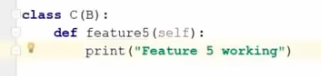 class C(B):
    def feature5(self):
        print("Feature 5 working")